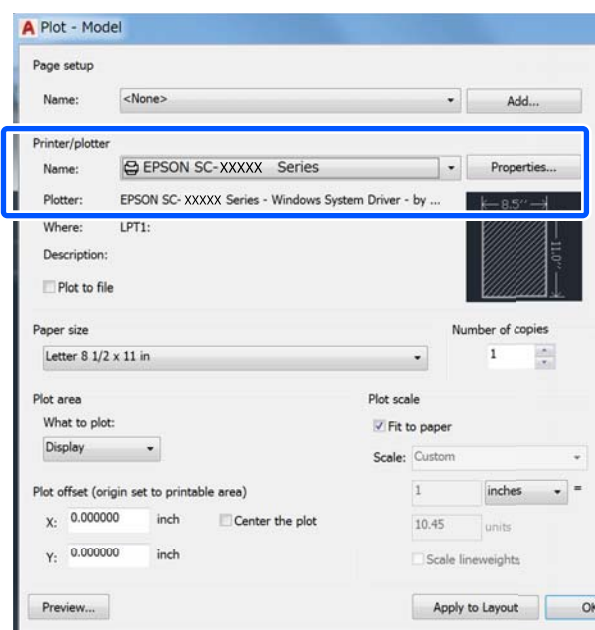 Plot - Model
Page setup
Name: <None> Add...
Printer/plotter
Name: EPSON SC-XXXXX Series Properties...
Plotter: EPSON SC- XXXXX Series - Windows System Driver - by ...
8.5''
Where: LPT1:
11.0''
Description:
Plot to file
Paper size Number of copies
Letter 8 1/2 x 11 in 1
Plot area Plot scale
What to plot: Fit to paper
Display Scale: Custom
Plot offset (origin set to printable area) 1 inches =
X: 0.000000 inch Center the plot 10.45 units
Y: 0.000000 inch Scale lineweights
Preview... Apply to Layout OK